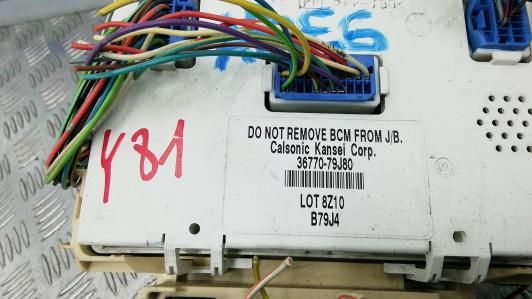 Y81
DO NOT REMOVE BCM FROM J/B.
Calsonic Kansei Corp.
36770-79J80
LOT 8Z10
B79J4